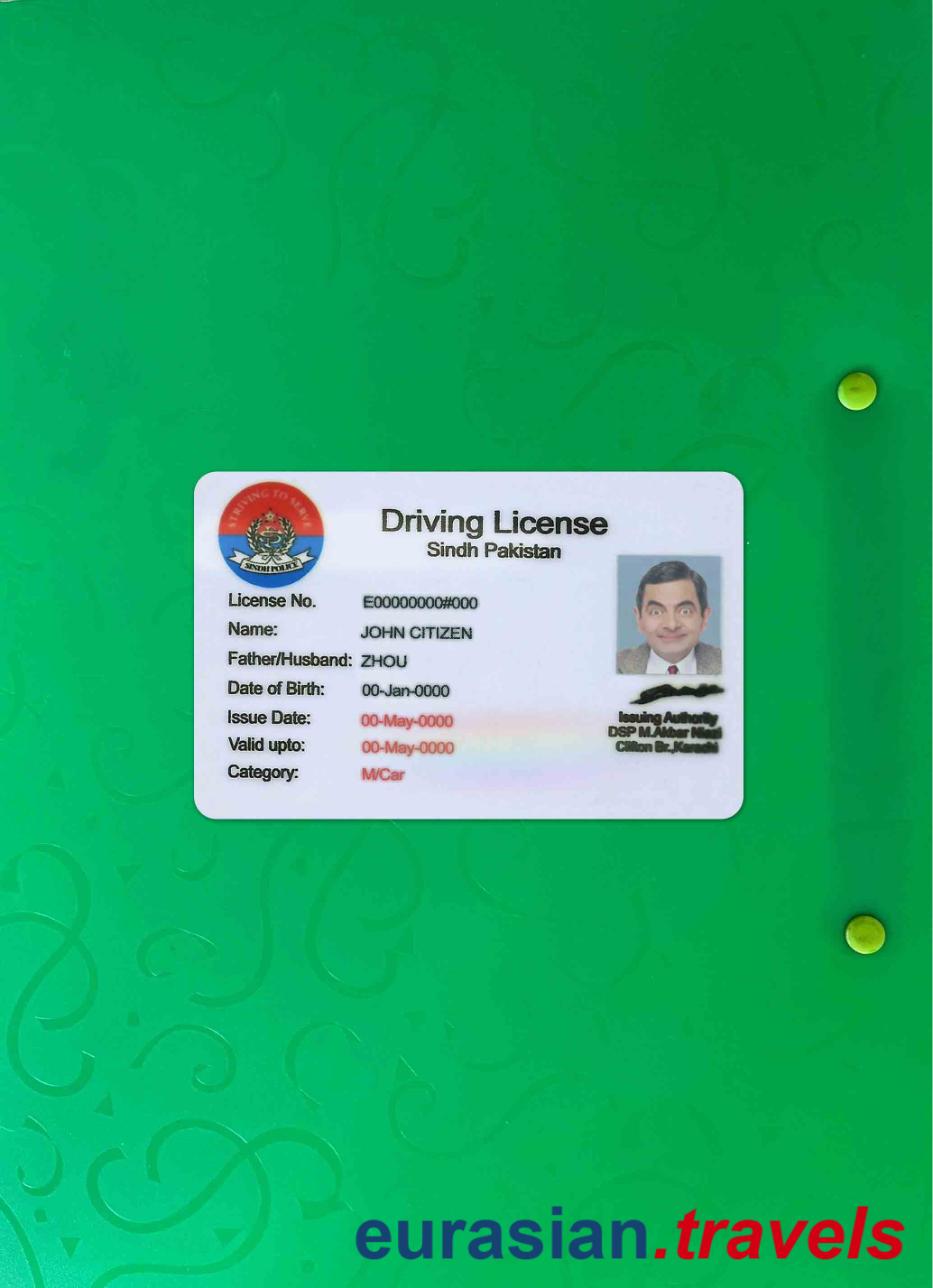 STRIVING TO SERVE
SINDH POLICE
Driving License
Sindh Pakistan
License No. E00000000#000
Name: JOHN CITIZEN
Father/Husband: ZHOU
Date of Birth: 00-Jan-0000
Issue Date: 00-May-0000
Valid upto: 00-May-0000
Category: M/Car
Issuing Authority
DSP M.Akbar Niazi
Clifton Br.,Karachi
eurasian.travels